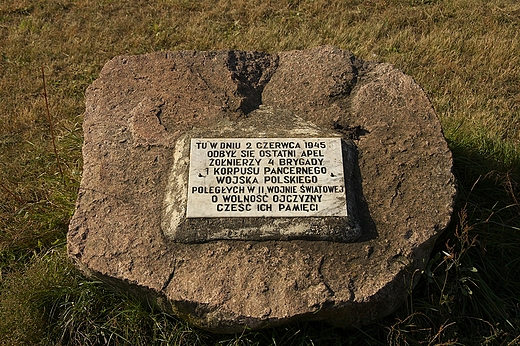 TU W DNIU 2 CZERWCA 1945
ODBYŁ SIĘ OSTATNI APEL
ŻOŁNIERZY 4 BRYGADY
1 KORPUSU PANCERNEGO
WOJSKA POLSKIEGO
POLEGŁYCH W II WOJNIE ŚWIATOWEJ
O WOLNOŚĆ OJCZYZNY
CZEŚĆ ICH PAMIĘCI